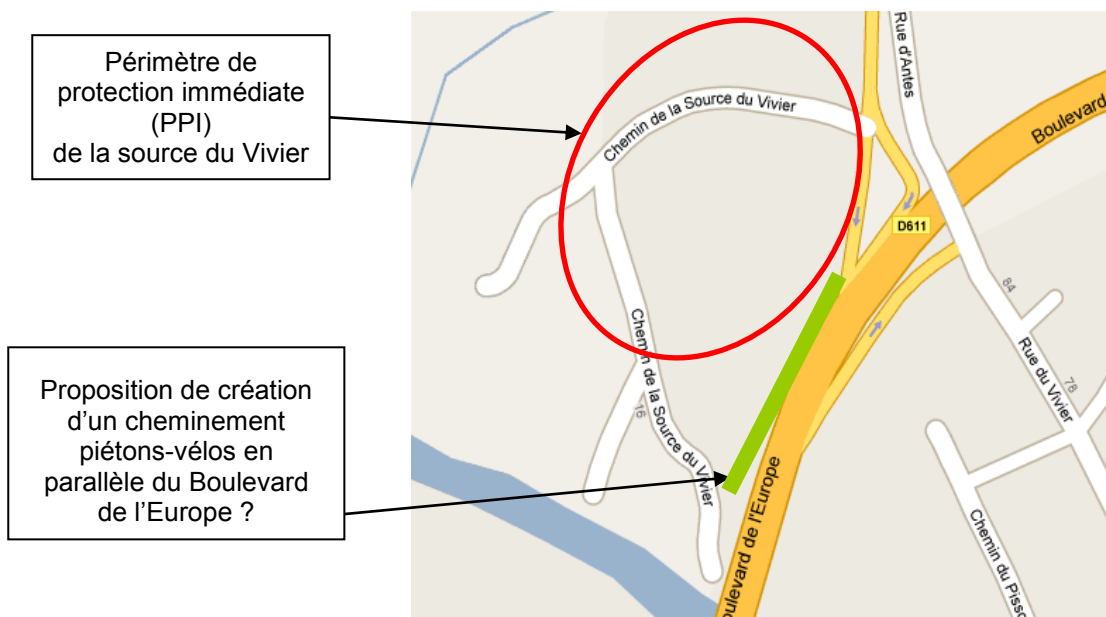 Périmètre de
protection immédiate
(PPI)
de la source du Vivier
Proposition de création
d'un cheminement
piétons-vélos en
parallèle du Boulevard
de l'Europe ?
Chemin de la Source du Vivier
Rue d'Antes
Boulevard
D611
84
Chemin de la Source du Vivier
16
78
Rue du Vivier
Boulevard de l'Europe
Chemin du Pisso